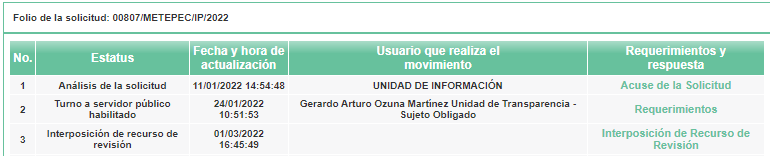 Folio de la solicitud: 00807/METEPEC/IP/2022
No. Estatus Fecha y hora de actualización Usuario que realiza el movimiento Requerimientos y respuesta
1 Análisis de la solicitud 11/01/2022 14:54:48 UNIDAD DE INFORMACIÓN Acuse de la Solicitud
2 Turno a servidor público habilitado 24/01/2022 10:51:53 Gerardo Arturo Ozuna Martínez Unidad de Transparencia - Sujeto Obligado Requerimientos
3 Interposición de recurso de revisión 01/03/2022 16:45:49 Interposición de Recurso de Revisión